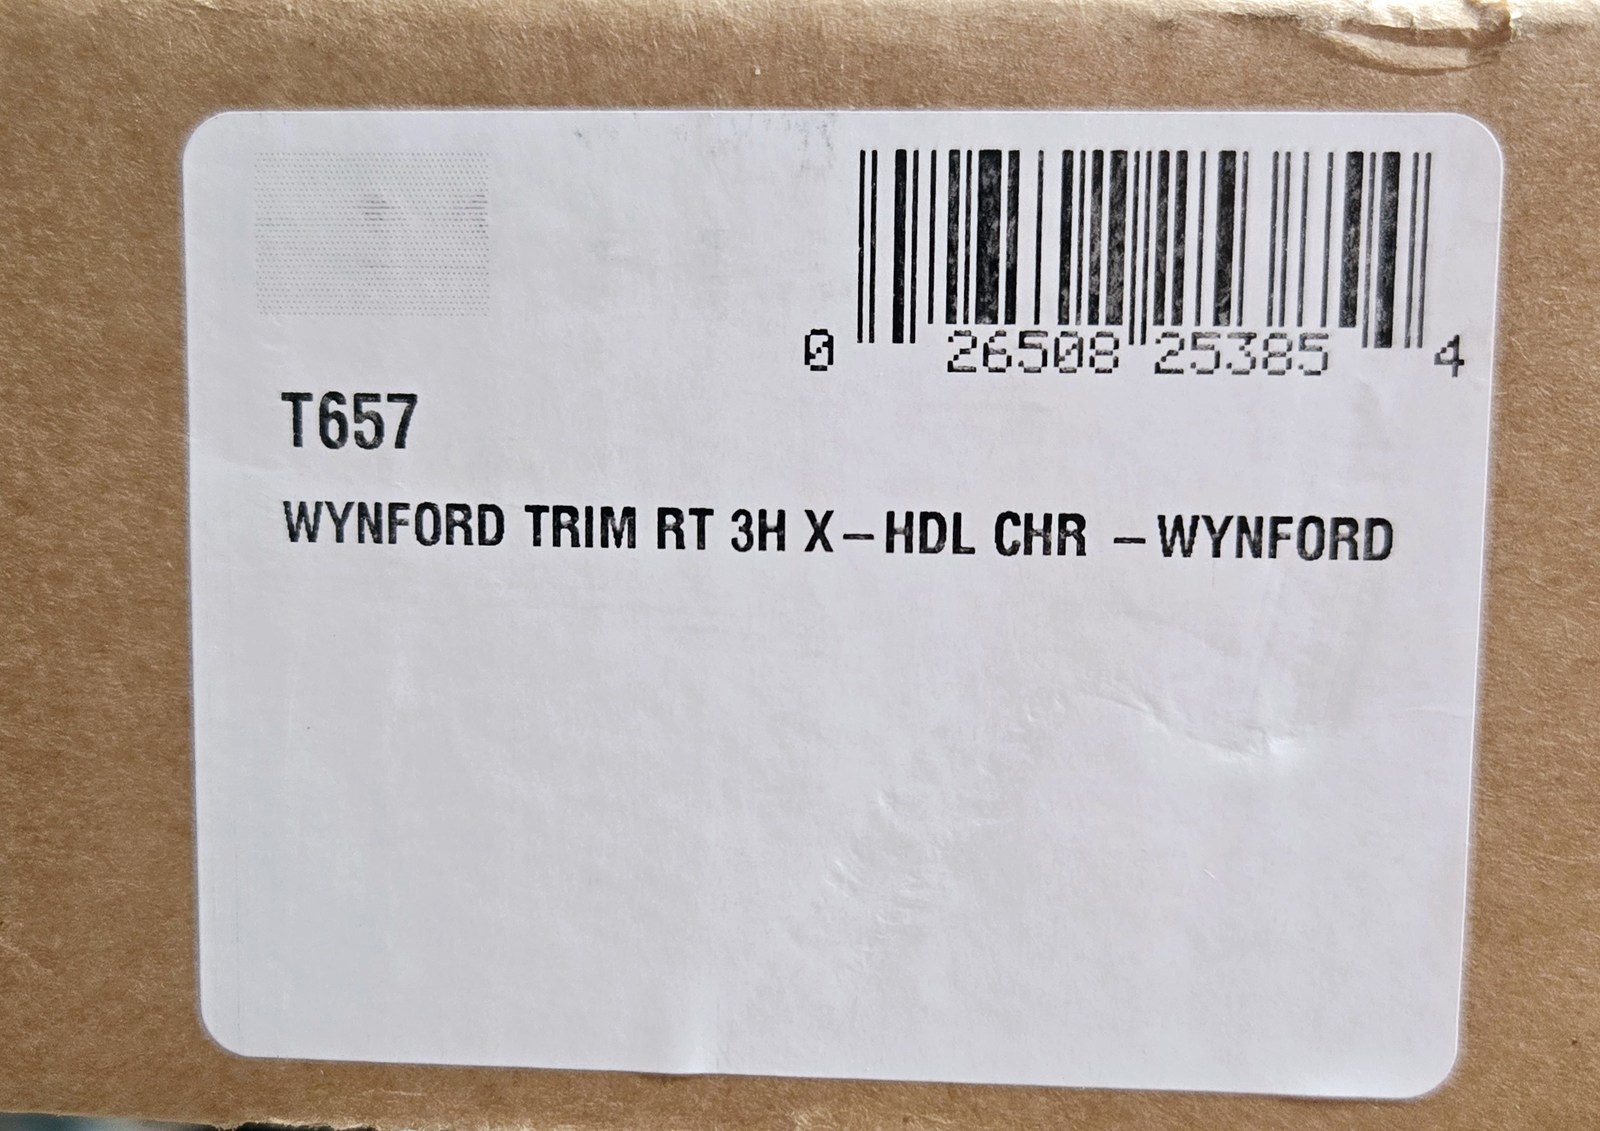 0 26508 25385 4
T657
WYNFORD TRIM RT 3H X-HDL CHR -WYNFORD